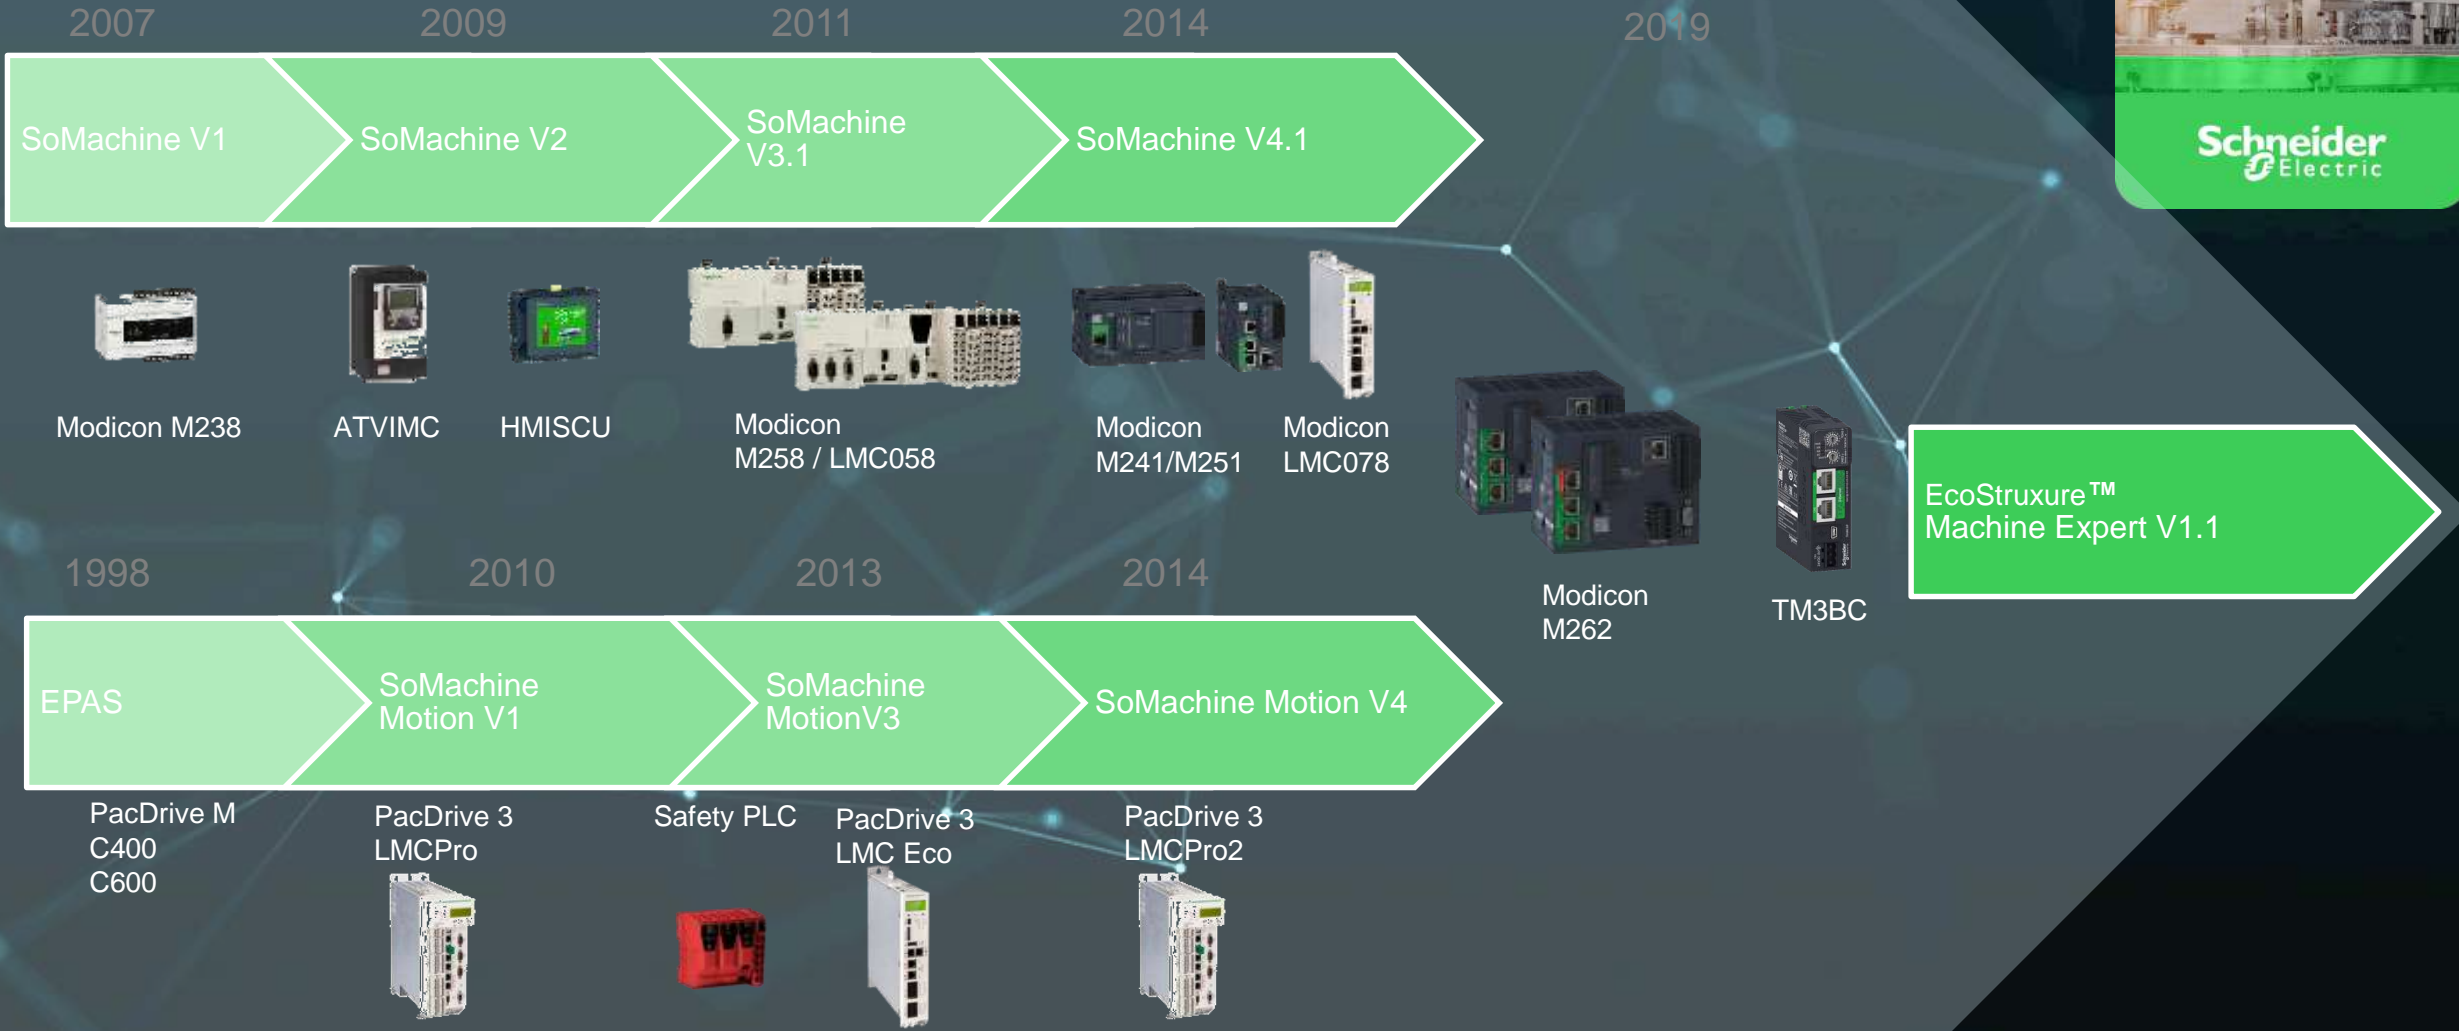 2007
2009
2011
2014
2019
SoMachine V1
SoMachine V2
SoMachine
V3.1
SoMachine V4.1
Schneider
Electric
Modicon M238
ATVIMC
HMISCU
Modicon
M258 / LMC058
Modicon
M241/M251
Modicon
LMC078
Modicon
M262
TM3BC
EcoStruxure™
Machine Expert V1.1
1998
2010
2013
2014
EPAS
SoMachine
Motion V1
SoMachine
MotionV3
SoMachine Motion V4
PacDrive M
C400
C600
PacDrive 3
LMCPro
Safety PLC
PacDrive 3
LMC Eco
PacDrive 3
LMCPro2